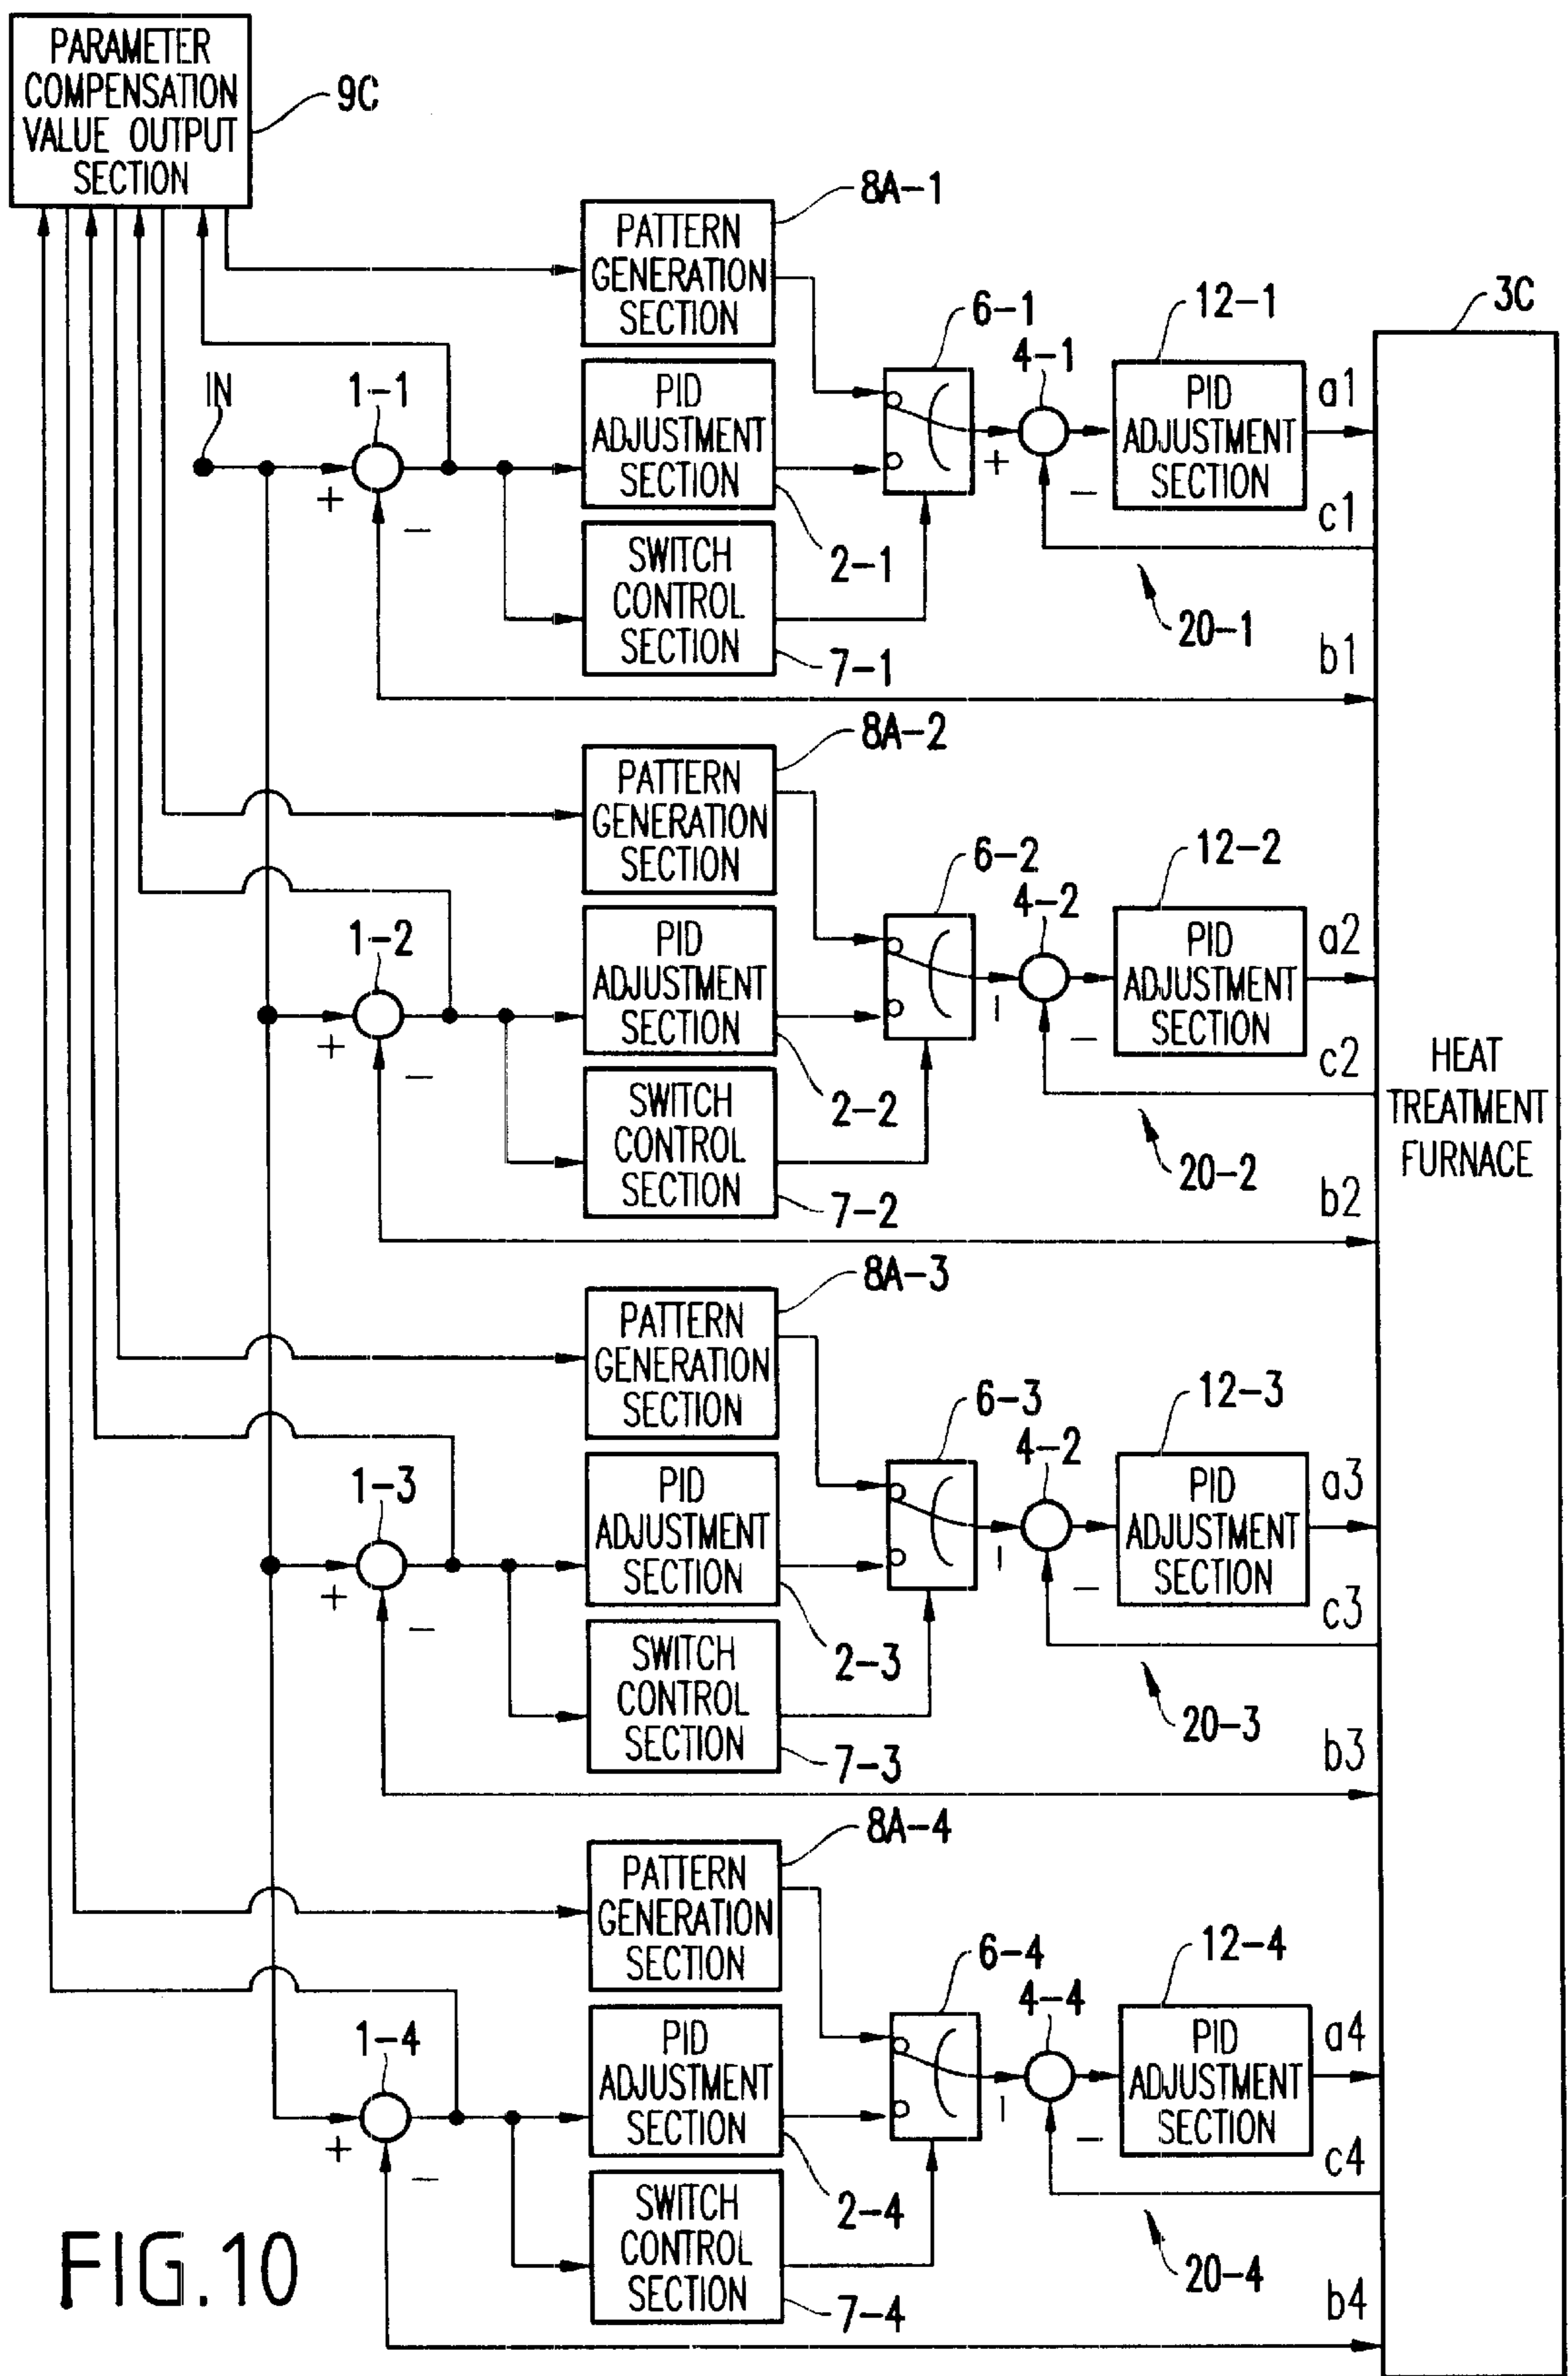 PARAMETER
COMPENSATION
VALUE OUTPUT
SECTION
9C
8A-1
PATTERN
GENERATION
SECTION
3C
6-1
12-1
4-1
IN
1-1
PID
ADJUSTMENT
SECTION
PID
ADJUSTMENT
SECTION
a1
+
−
+
−
c1
2-1
SWITCH
CONTROL
SECTION
20-1
7-1
b1
8A-2
PATTERN
GENERATION
SECTION
6-2
12-2
4-2
1-2
PID
ADJUSTMENT
SECTION
PID
ADJUSTMENT
SECTION
a2
+
−
−
c2
HEAT
TREATMENT
FURNACE
2-2
SWITCH
CONTROL
SECTION
20-2
7-2
b2
8A-3
PATTERN
GENERATION
SECTION
6-3
12-3
4-2
1-3
PID
ADJUSTMENT
SECTION
PID
ADJUSTMENT
SECTION
a3
+
−
−
c3
2-3
SWITCH
CONTROL
SECTION
20-3
7-3
b3
8A-4
PATTERN
GENERATION
SECTION
6-4
12-4
4-4
1-4
PID
ADJUSTMENT
SECTION
PID
ADJUSTMENT
SECTION
a4
+
−
−
c4
2-4
SWITCH
CONTROL
SECTION
20-4
7-4
b4
FIG.10